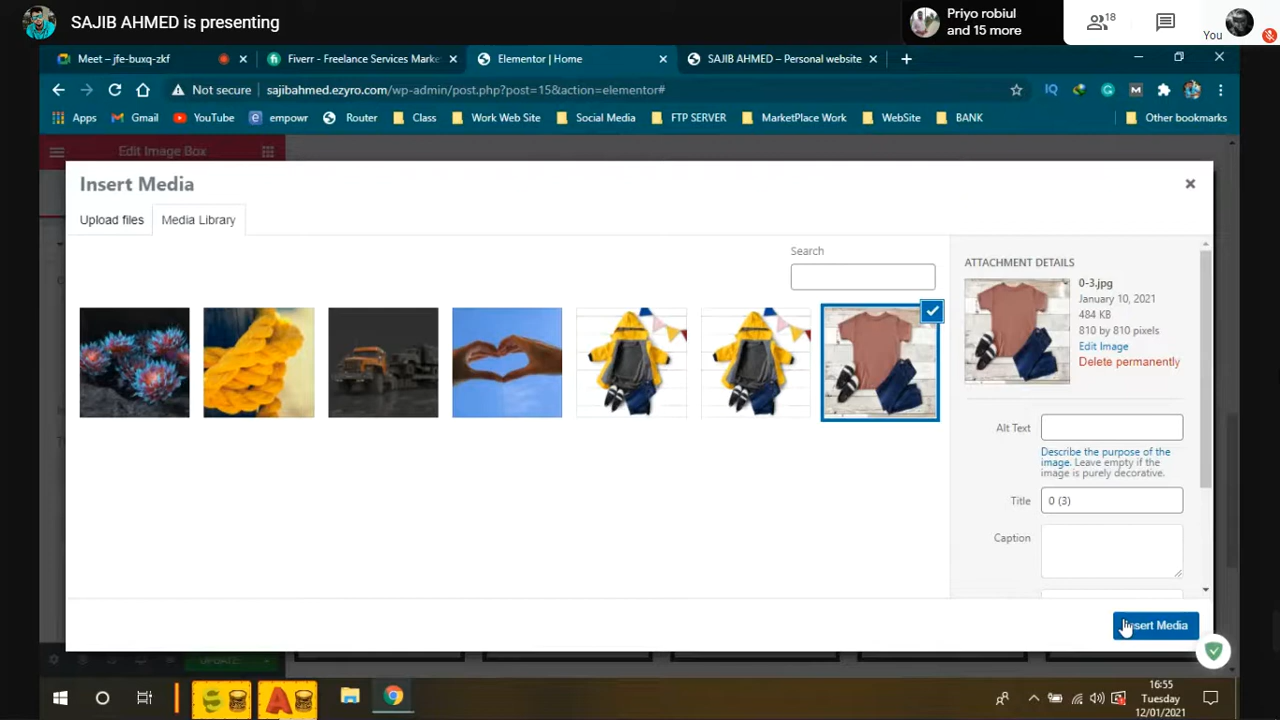 SAJIB AHMED is presenting
Priyo robiul
and 15 more
18
You
Meet – jfe-buxq-zkf
Fiverr - Freelance Services Marke
Elementor | Home
SAJIB AHMED – Personal website
Not secure
sajibahmed.ezyro.com/wp-admin/post.php?post=15&action=elementor#
Apps
Gmail
YouTube
empowr
Router
Class
Work Web Site
Social Media
FTP SERVER
MarketPlace Work
WebSite
BANK
Other bookmarks
Edit Image Box
Insert Media
Upload files
Media Library
Search
ATTACHMENT DETAILS
0-3.jpg
January 10, 2021
484 KB
810 by 810 pixels
Edit Image
Delete permanently
Alt Text
Describe the purpose of the
image. Leave empty if the
image is purely decorative.
Title
0 (3)
Caption
Insert Media
UPDATE
16:55
Tuesday
12/01/2021